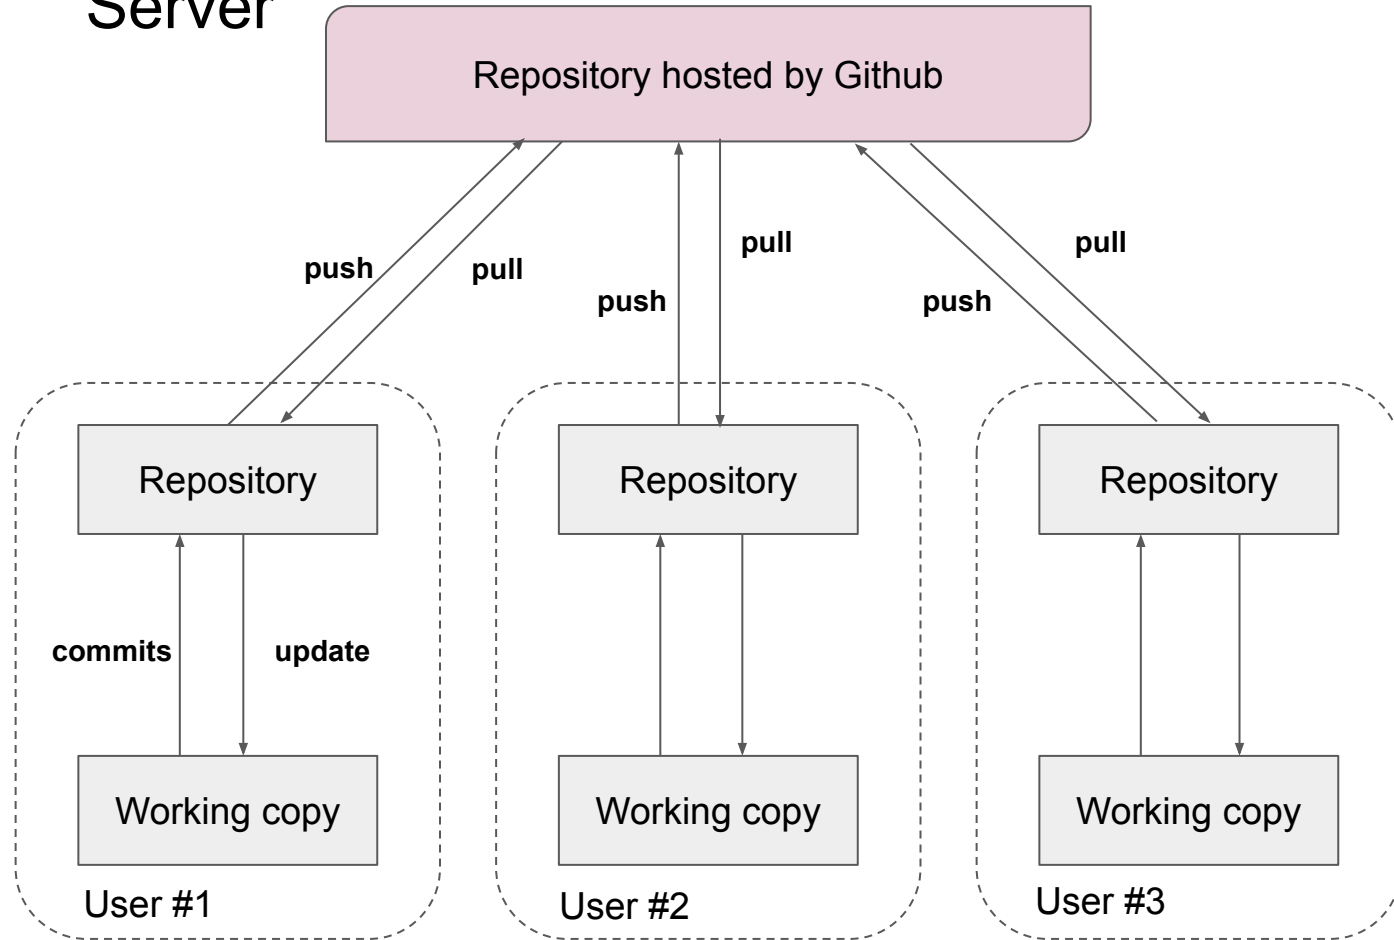 Server
Repository hosted by Github
pull
pull
push
pull
push
push
Repository
Repository
Repository
commits
update
Working copy
Working copy
Working copy
User #1
User #2
User #3